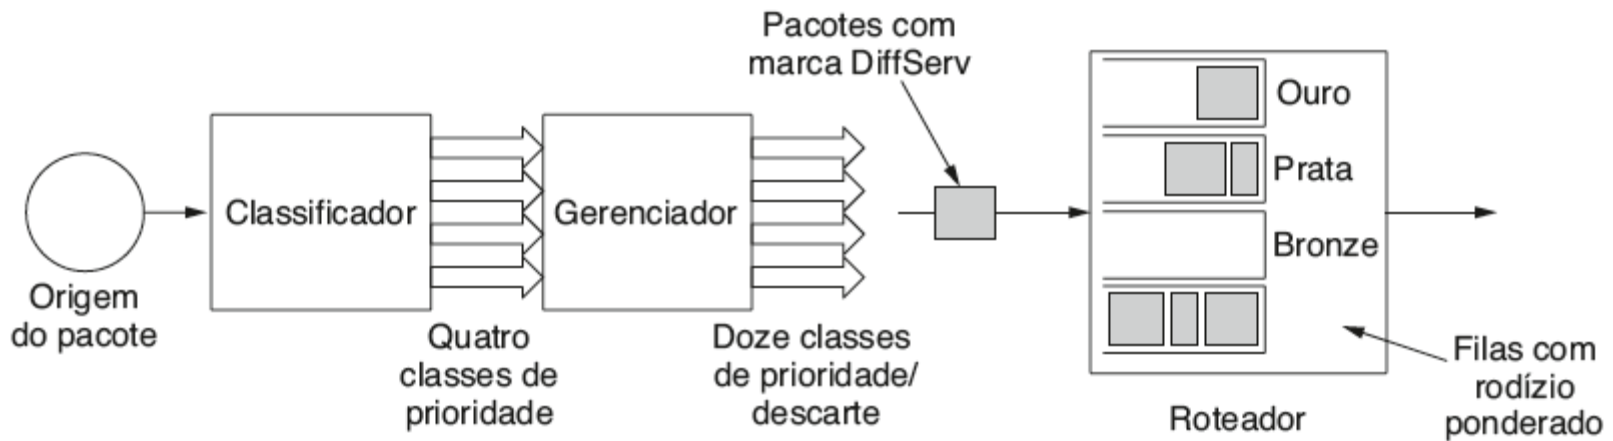 Pacotes com
marca DiffServ
Ouro
Prata
Bronze
Classificador
Gerenciador
Origem
do pacote
Quatro
classes de
prioridade
Doze classes
de prioridade/
descarte
Roteador
Filas com
rodízio
ponderado